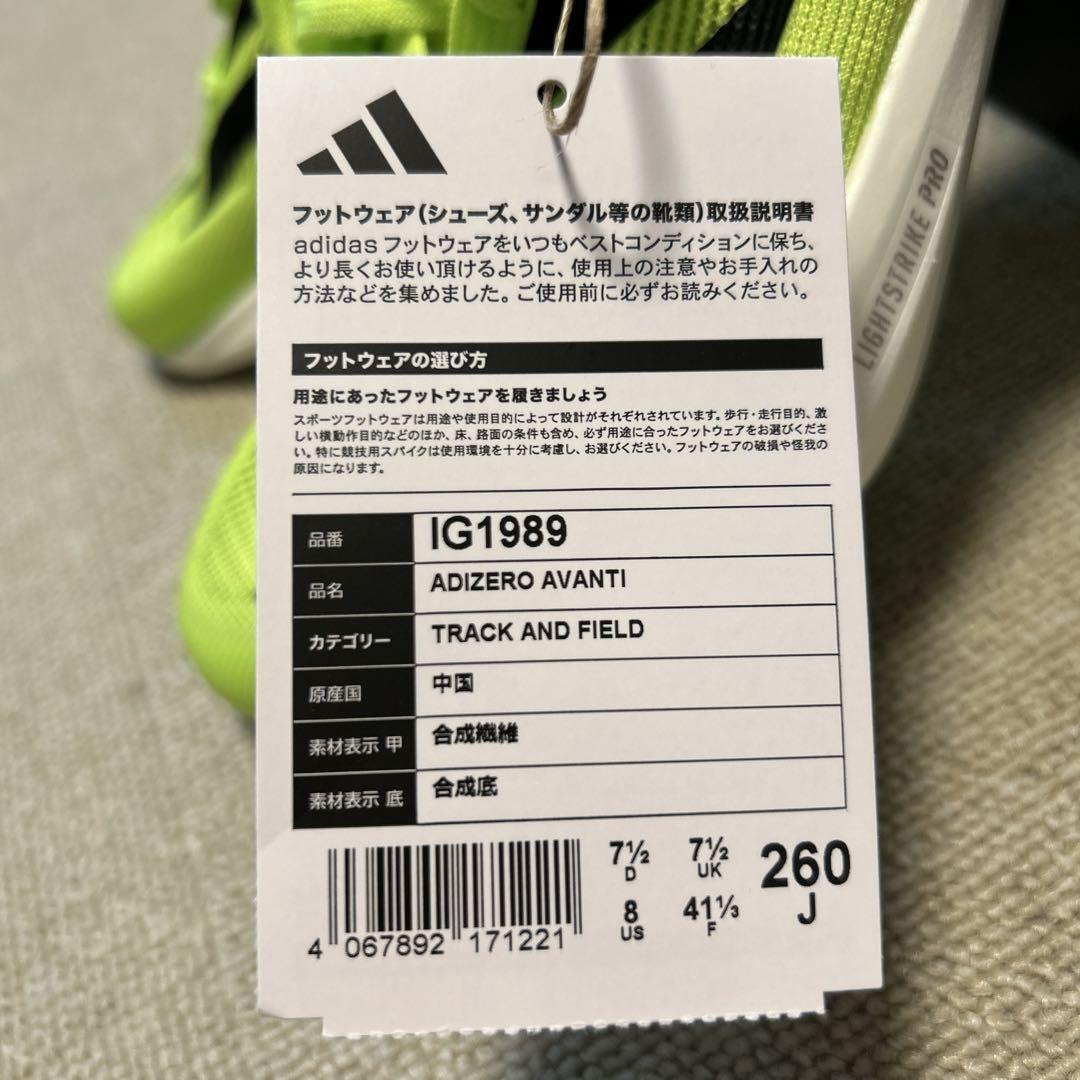 フットウェア(シューズ、サンダル等の靴類)取扱説明書
adidas フットウェアをいつもベストコンディションに保ち、
より長くお使い頂けるように、使用上の注意やお手入れの
方法などを集めました。ご使用前に必ずお読みください。
フットウェアの選び方
用途にあったフットウェアを履きましょう
スポーツフットウェアは用途や使用目的によって設計がそれぞれされています。歩行・走行目的、激
しい横動作目的などのほか、床、路面の条件も含め、必ず用途に合ったフットウェアをお選びくださ
い。特に競技用スパイクは使用環境を十分に考慮し、お選びください。フットウェアの破損や怪我の
原因になります。
品番 IG1989
品名 ADIZERO AVANTI
カテゴリー TRACK AND FIELD
原産国 中国
素材表示 甲 合成繊維
素材表示 底 合成底
7½ 7½ 260
D UK J
8 41⅓
US F
4 067892 171221
LIGHTSTRIKE PRO